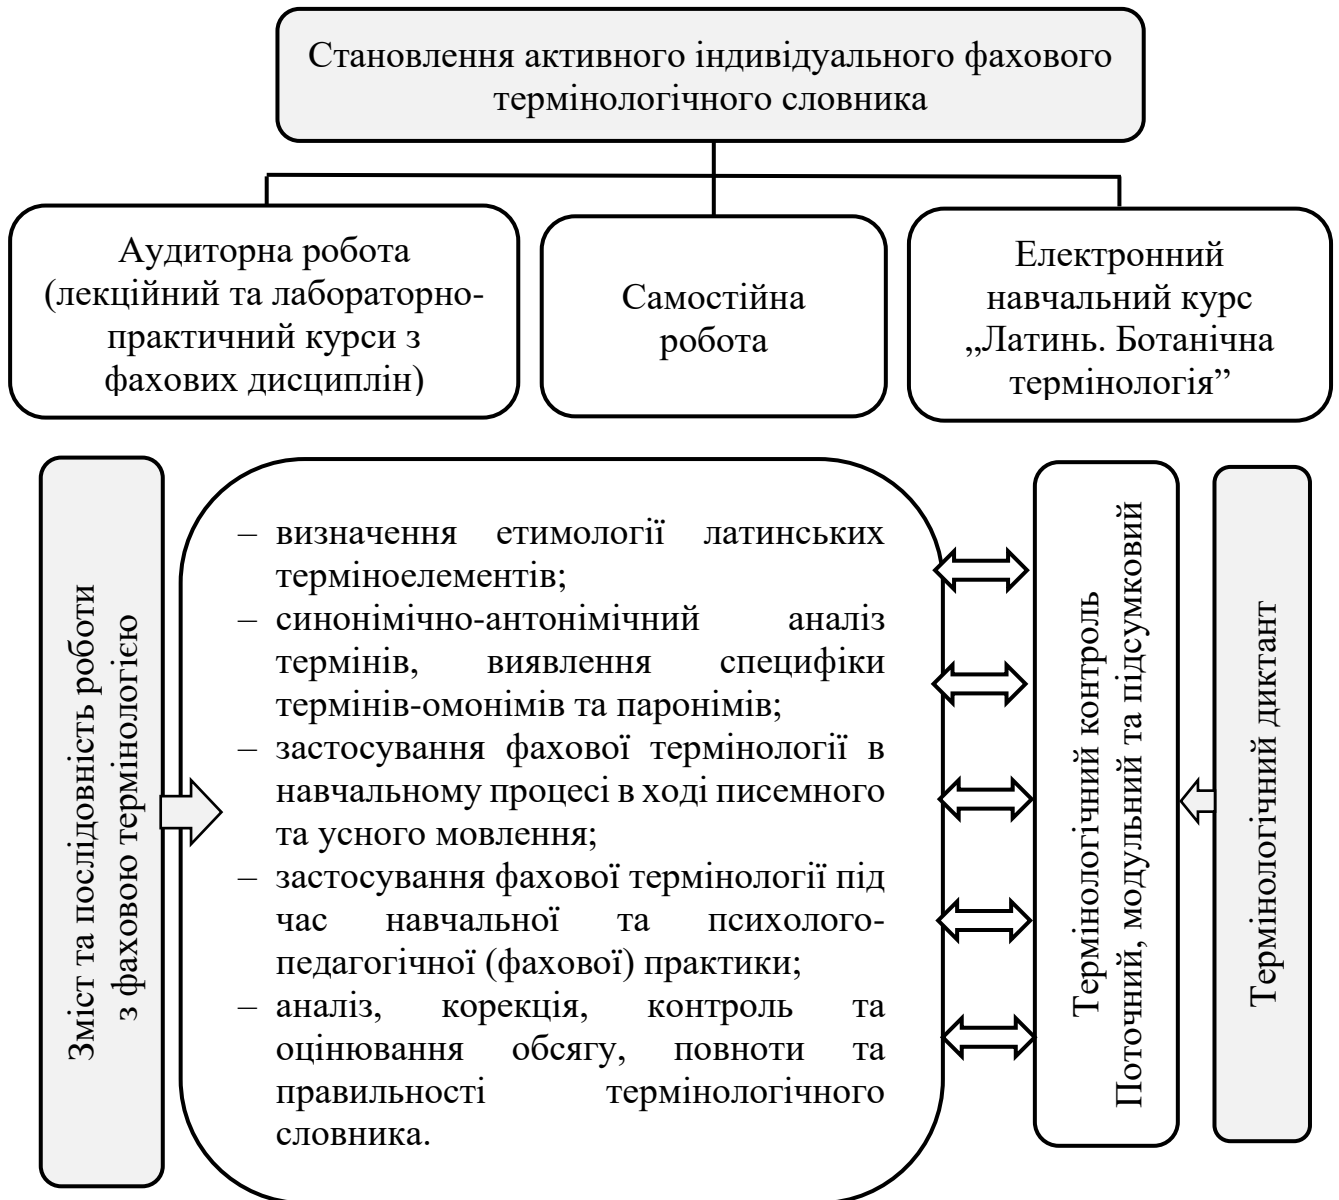 Становлення активного індивідуального фахового
термінологічного словника
Аудиторна робота
(лекційний та лабораторно-
практичний курси з
фахових дисциплін)
Самостійна
робота
Електронний
навчальний курс
„Латинь. Ботанічна
термінологія”
Зміст та послідовність роботи
з фаховою термінологією
– визначення етимології латинських
терміноелементів;
– синонімічно-антонімічний аналіз
термінів, виявлення специфіки
термінів-омонімів та паронімів;
– застосування фахової термінології в
навчальному процесі в ході писемного
та усного мовлення;
– застосування фахової термінології під
час навчальної та психолого-
педагогічної (фахової) практики;
– аналіз, корекція, контроль та
оцінювання обсягу, повноти та
правильності термінологічного
словника.
Термінологічний контроль
Поточний, модульний та підсумковий
Термінологічний диктант